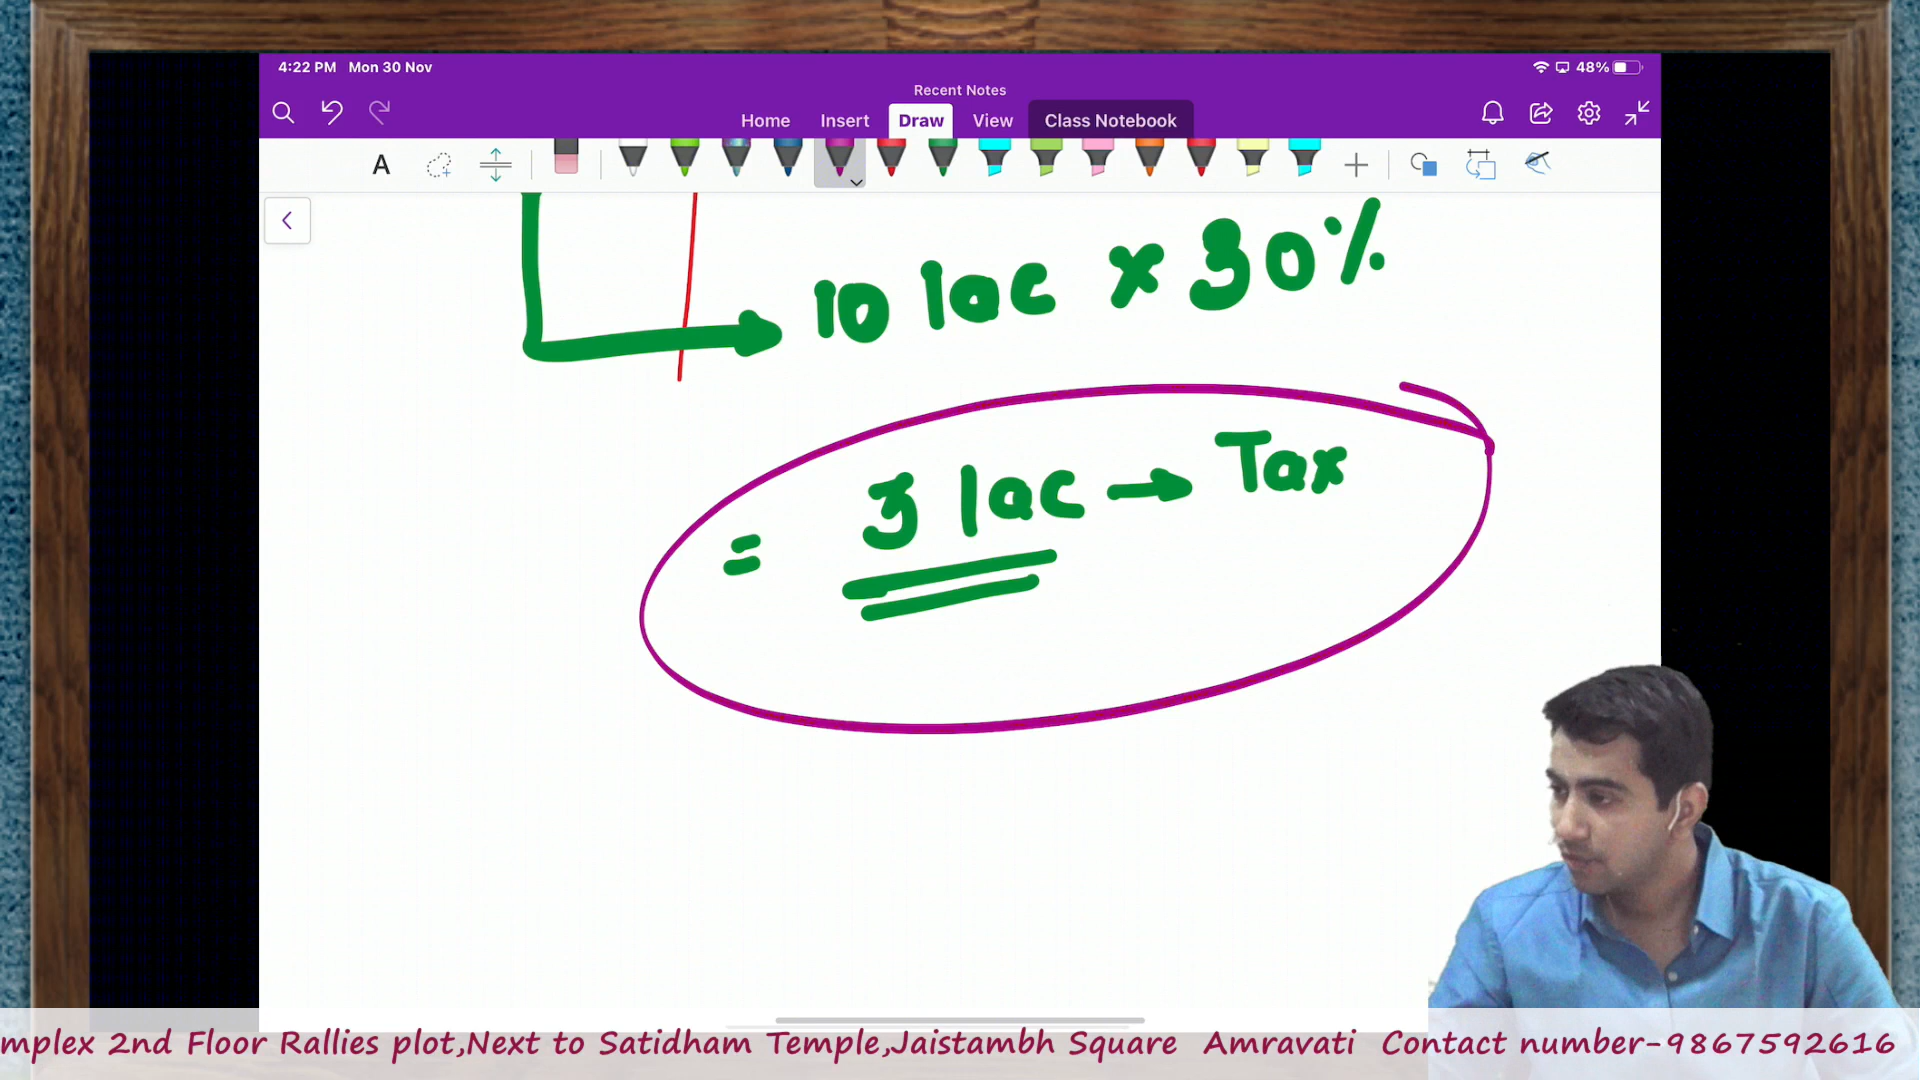 4:22 PM Mon 30 Nov
48%
Recent Notes
Home Insert Draw View Class Notebook
A
10 lac x 30%
= 3 lac → Tax
mplex 2nd Floor Rallies plot,Next to Satidham Temple,Jaistambh Square Amravati Contact number-9867592616